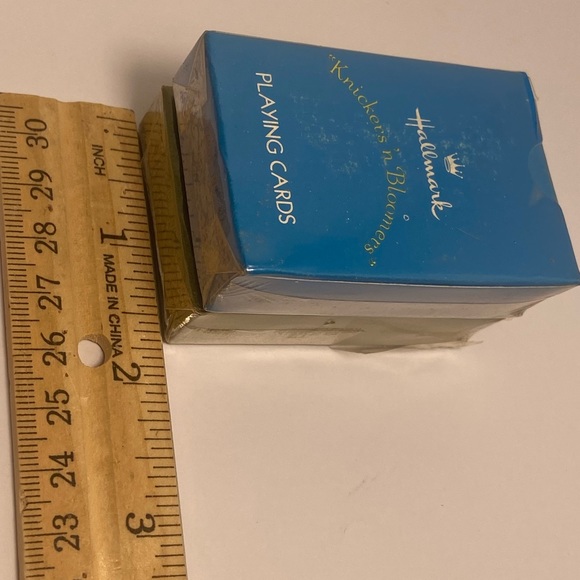 Hallmark
"Knickers 'n' Bloomers"
PLAYING CARDS
INCH
1
MADE IN CHINA
2
3
30
29
28
27
26
25
24
23